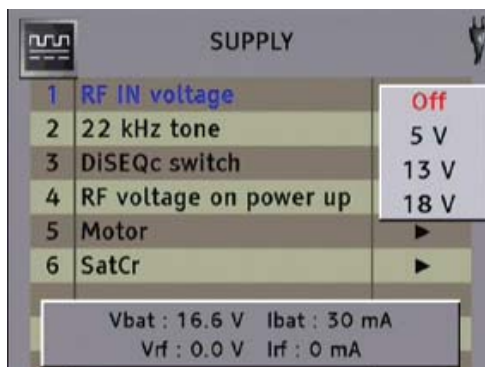 SUPPLY
1 RF IN voltage
2 22 kHz tone
3 DiSEQc switch
4 RF voltage on power up
5 Motor
6 SatCr
Off
5 V
13 V
18 V
Vbat : 16.6 V Ibat : 30 mA
Vrf : 0.0 V Irf : 0 mA